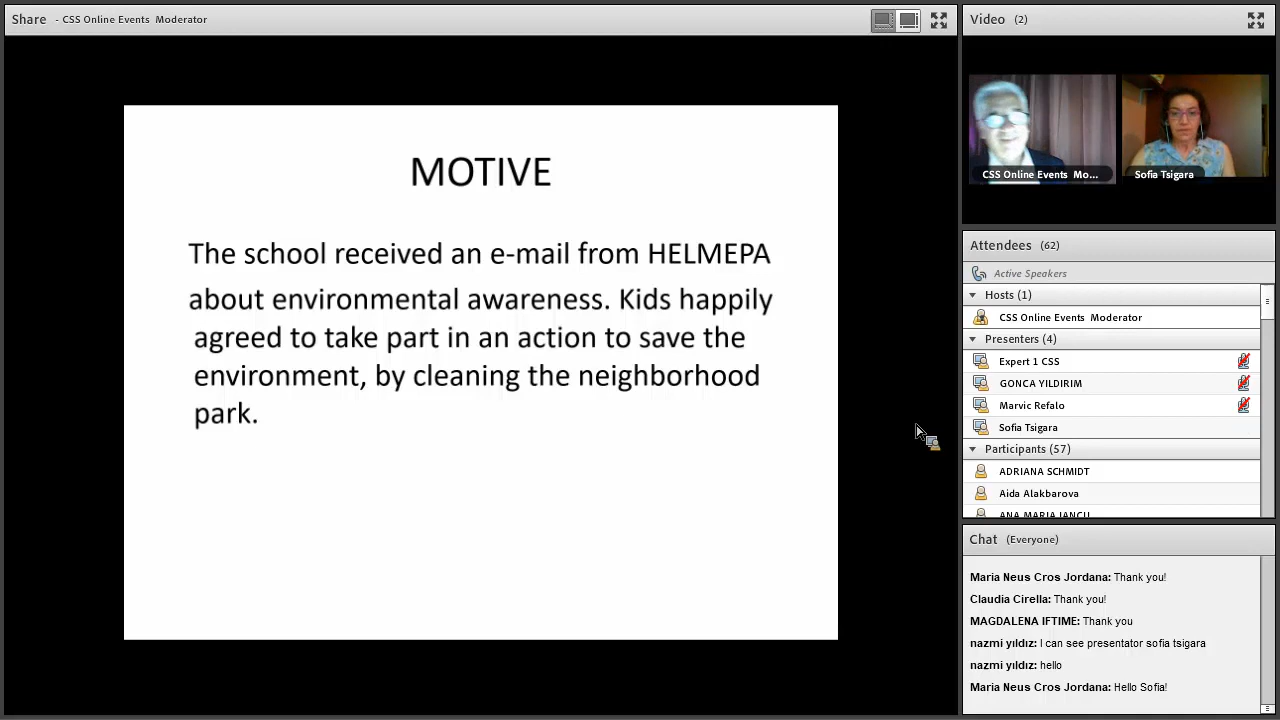 Share - CSS Online Events Moderator
MOTIVE
The school received an e-mail from HELMEPA
about environmental awareness. Kids happily
agreed to take part in an action to save the
environment, by cleaning the neighborhood
park.
Video (2)
CSS Online Events Mo...
Sofia Tsigara
Attendees (62)
Active Speakers
Hosts (1)
CSS Online Events Moderator
Presenters (4)
Expert 1 CSS
GONCA YILDIRIM
Marvic Refalo
Sofia Tsigara
Participants (57)
ADRIANA SCHMIDT
Aida Alakbarova
ANA MARIA IANCU
Chat (Everyone)
Maria Neus Cros Jordana: Thank you!
Claudia Cirella: Thank you!
MAGDALENA IFTIME: Thank you
nazmi yıldız: I can see presentator sofia tsigara
nazmi yıldız: hello
Maria Neus Cros Jordana: Hello Sofia!